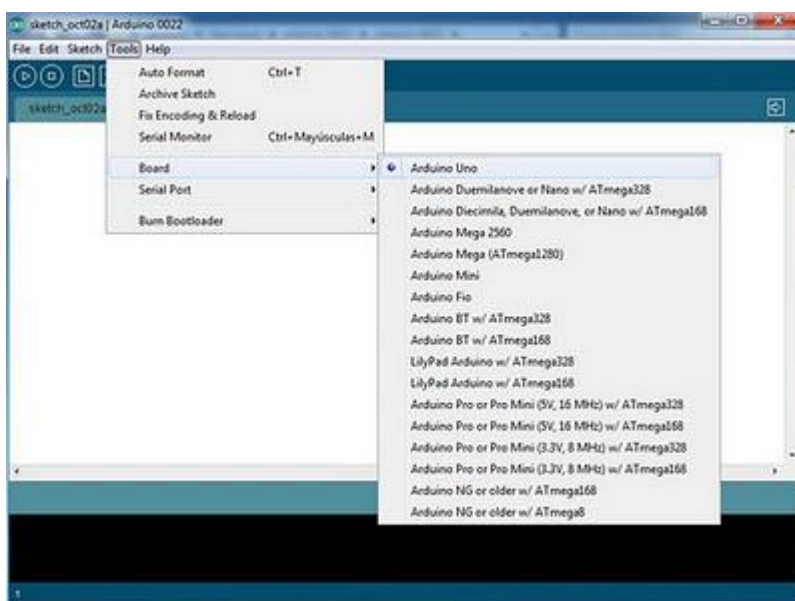 sketch_oct02a | Arduino 0022
File Edit Sketch Tools Help
sketch_oct02a
Auto Format Ctrl+T
Archive Sketch
Fix Encoding & Reload
Serial Monitor Ctrl+Mayúsculas+M
Board
Serial Port
Burn Bootloader
Arduino Uno
Arduino Duemilanove or Nano w/ ATmega328
Arduino Diecimila, Duemilanove, or Nano w/ ATmega168
Arduino Mega 2560
Arduino Mega (ATmega1280)
Arduino Mini
Arduino Fio
Arduino BT w/ ATmega328
Arduino BT w/ ATmega168
LilyPad Arduino w/ ATmega328
LilyPad Arduino w/ ATmega168
Arduino Pro or Pro Mini (5V, 16 MHz) w/ ATmega328
Arduino Pro or Pro Mini (5V, 16 MHz) w/ ATmega168
Arduino Pro or Pro Mini (3.3V, 8 MHz) w/ ATmega328
Arduino Pro or Pro Mini (3.3V, 8 MHz) w/ ATmega168
Arduino NG or older w/ ATmega168
Arduino NG or older w/ ATmega8
1